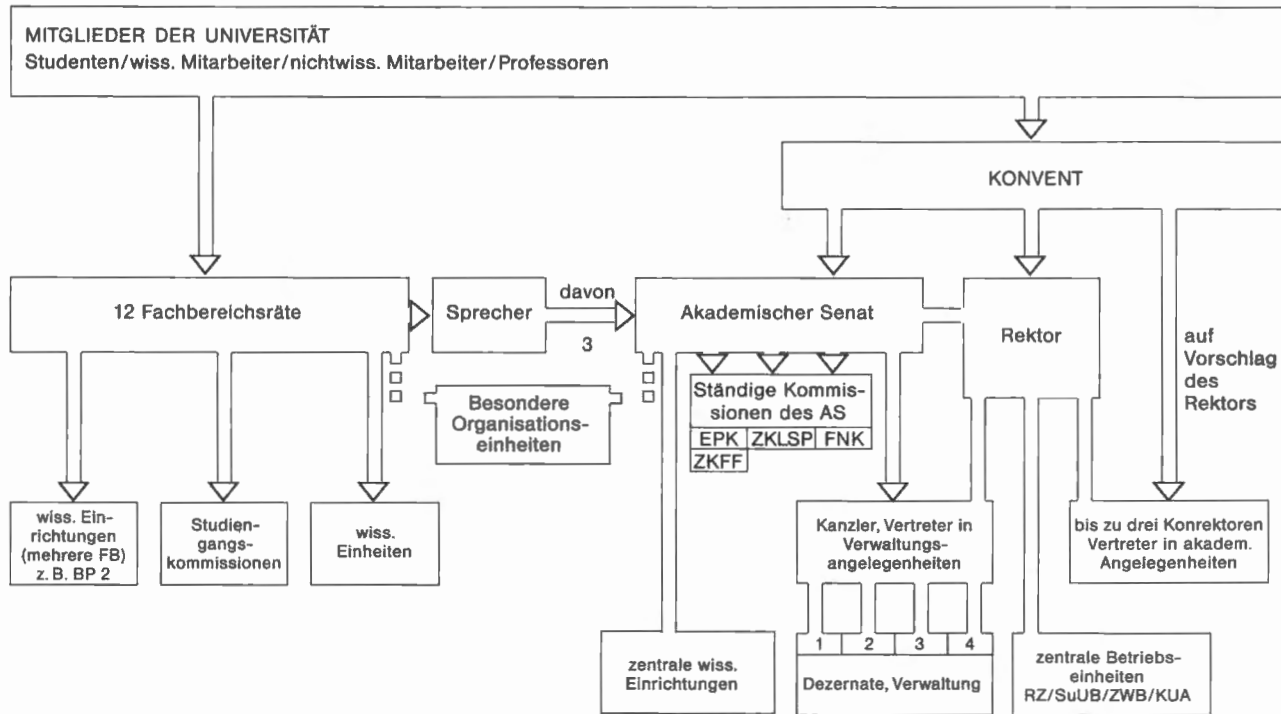 MITGLIEDER DER UNIVERSITÄT
Studenten/wiss. Mitarbeiter/nichtwiss. Mitarbeiter/Professoren
KONVENT
12 Fachbereichsräte
Sprecher
davon
3
Akademischer Senat
Rektor
auf
Vorschlag
des
Rektors
Besondere
Organisations-
einheiten
Ständige Kommis-
sionen des AS
EPK ZKLSP FNK
ZKFF
wiss. Ein-
richtungen
(mehrere FB)
z. B. BP 2
Studien-
gangs-
kommissionen
wiss.
Einheiten
Kanzler, Vertreter in
Verwaltungs-
angelegenheiten
bis zu drei Konrektoren
Vertreter in akadem.
Angelegenheiten
zentrale wiss.
Einrichtungen
1 2 3 4
Dezernate, Verwaltung
zentrale Betriebs-
einheiten
RZ/SuUB/ZWB/KUA